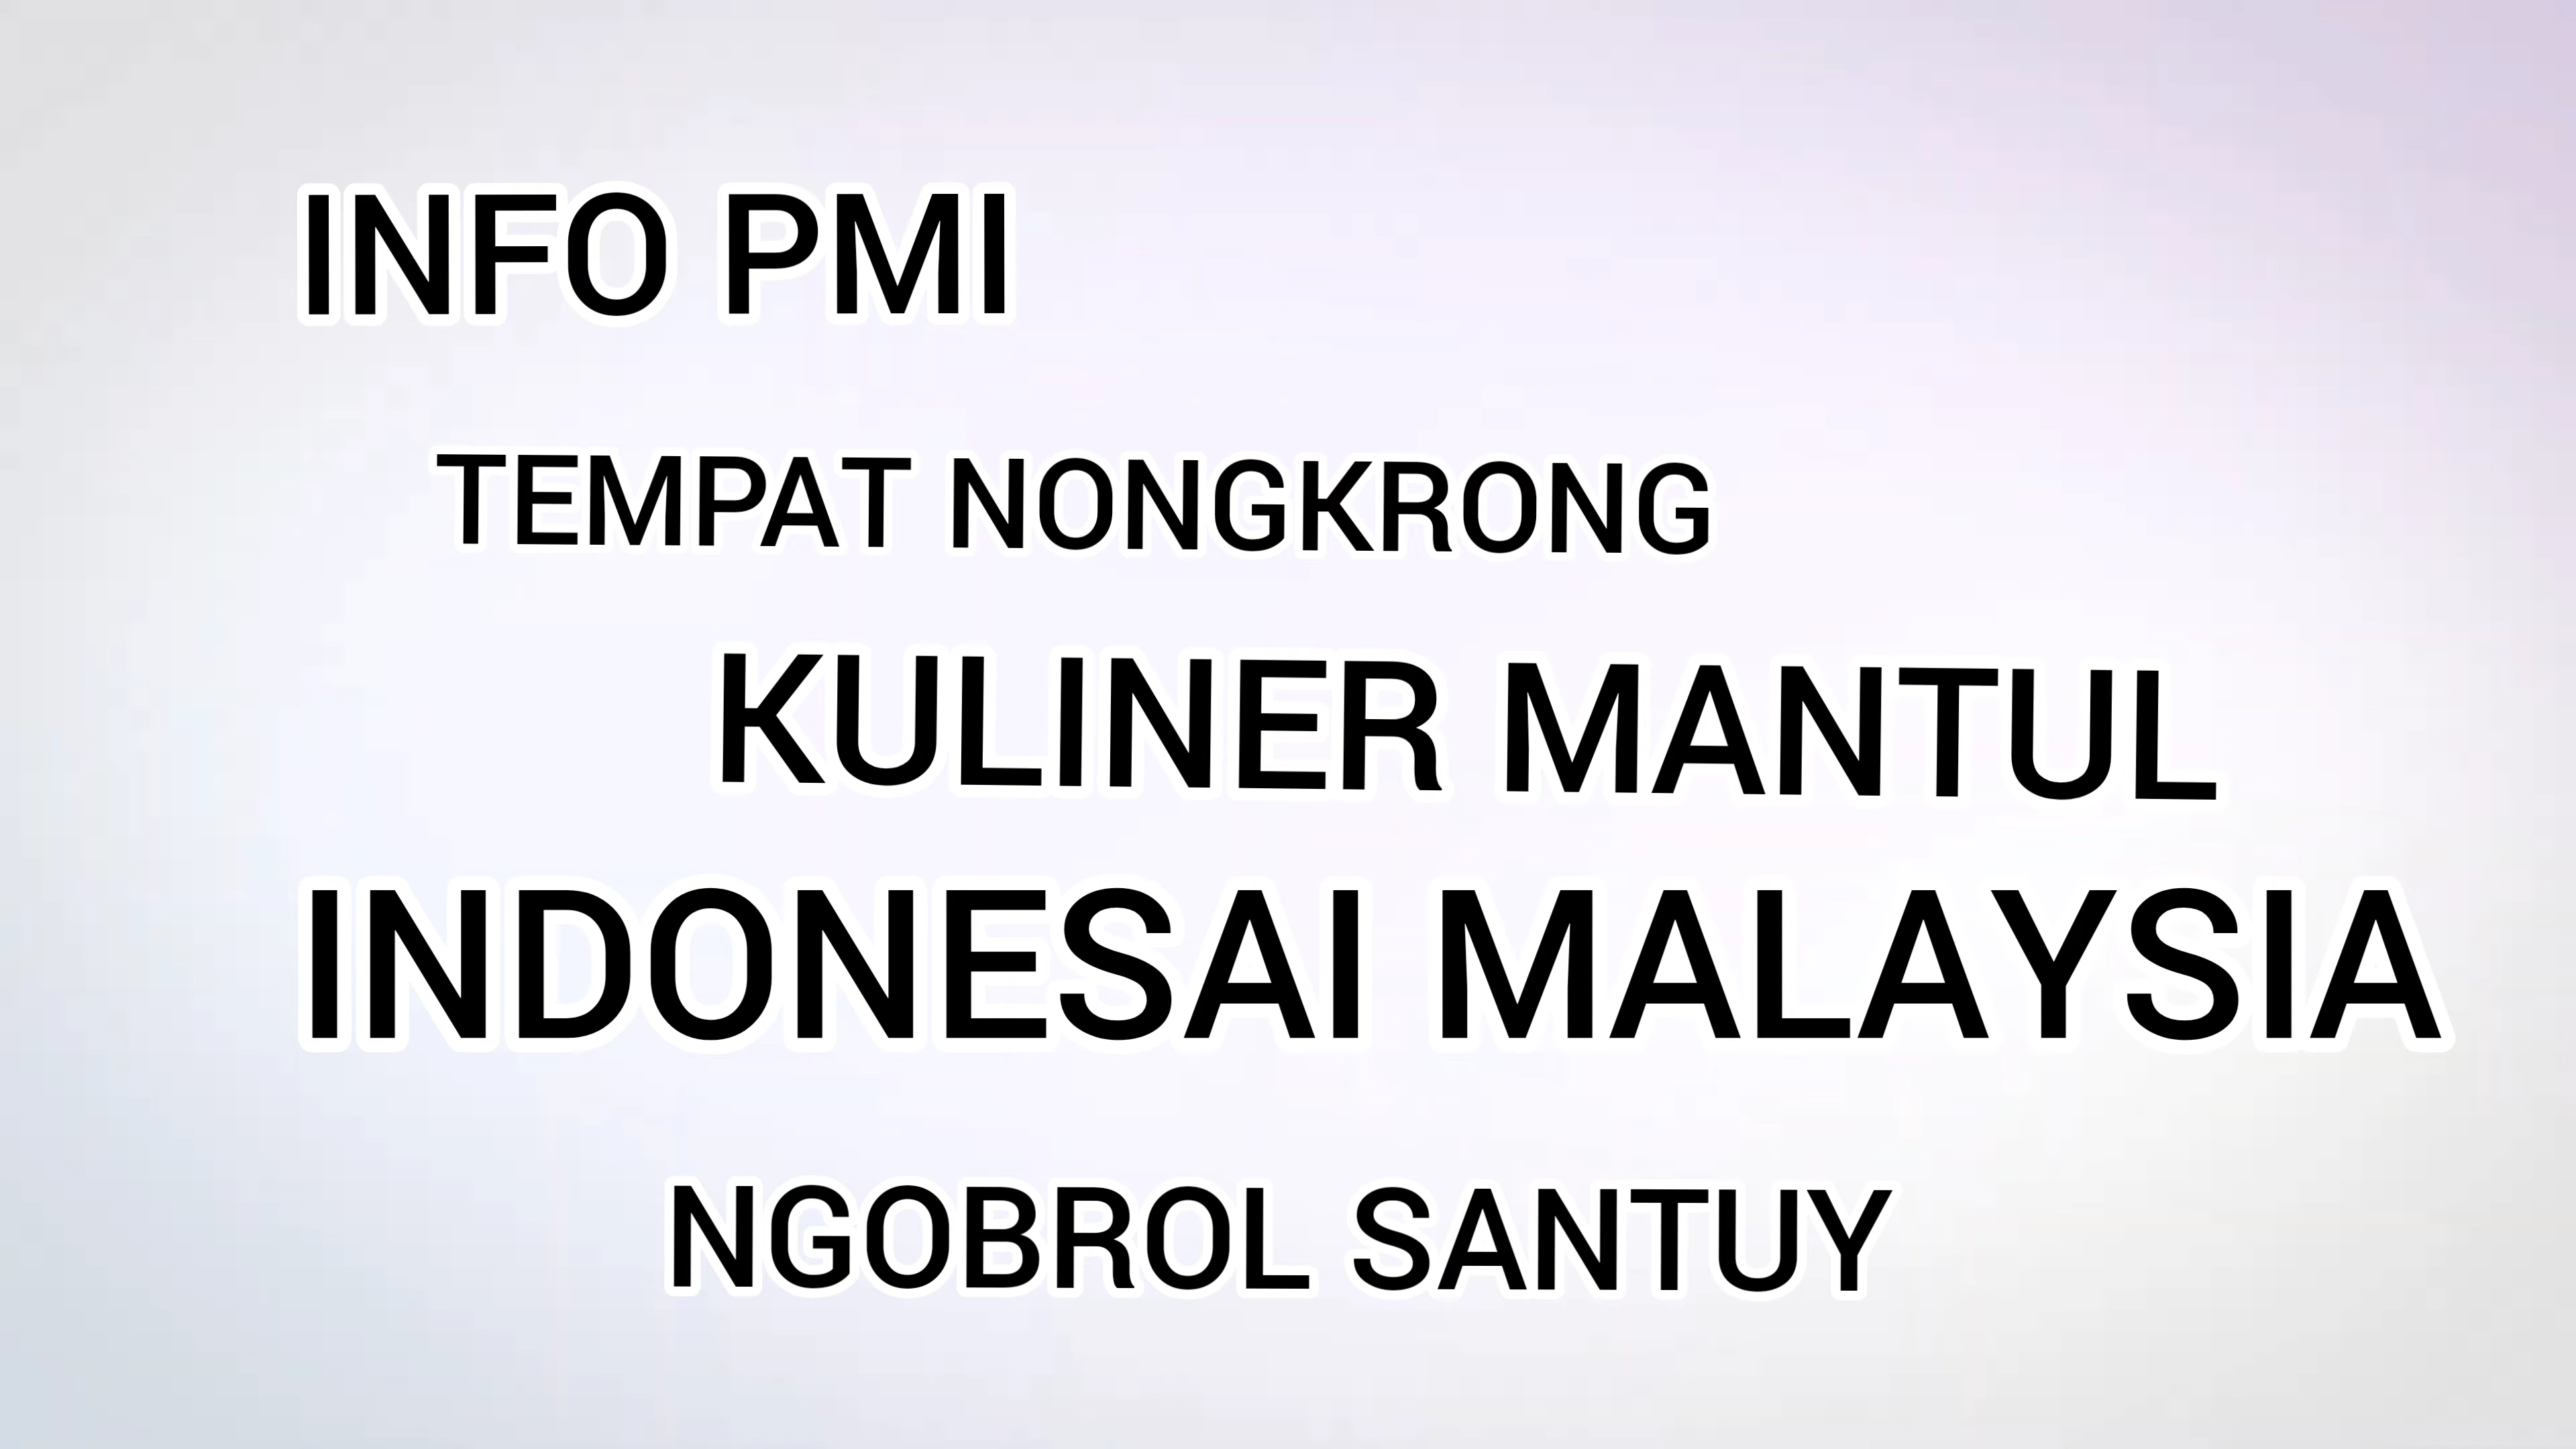 INFO PMI
TEMPAT NONGKRONG
KULINER MANTUL
INDONESAI MALAYSIA
NGOBROL SANTUY